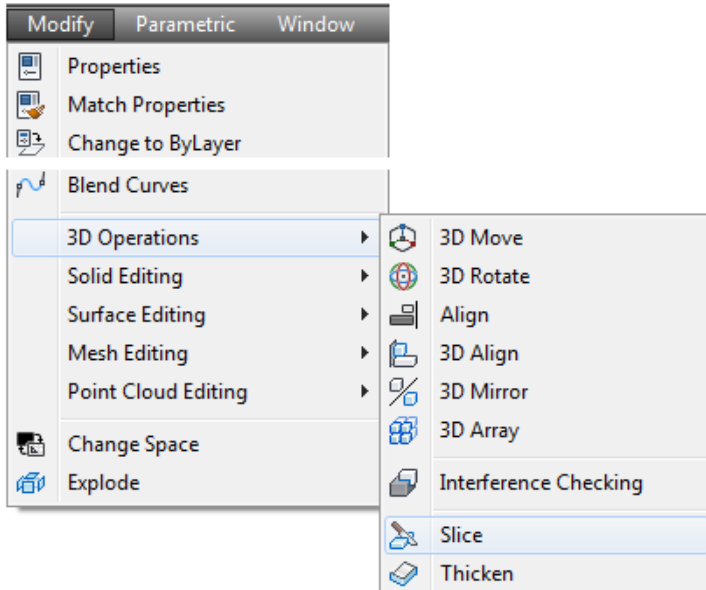 Modify Parametric Window
Properties
Match Properties
Change to ByLayer
Blend Curves
3D Operations
Solid Editing
Surface Editing
Mesh Editing
Point Cloud Editing
Change Space
Explode
3D Move
3D Rotate
Align
3D Align
3D Mirror
3D Array
Interference Checking
Slice
Thicken